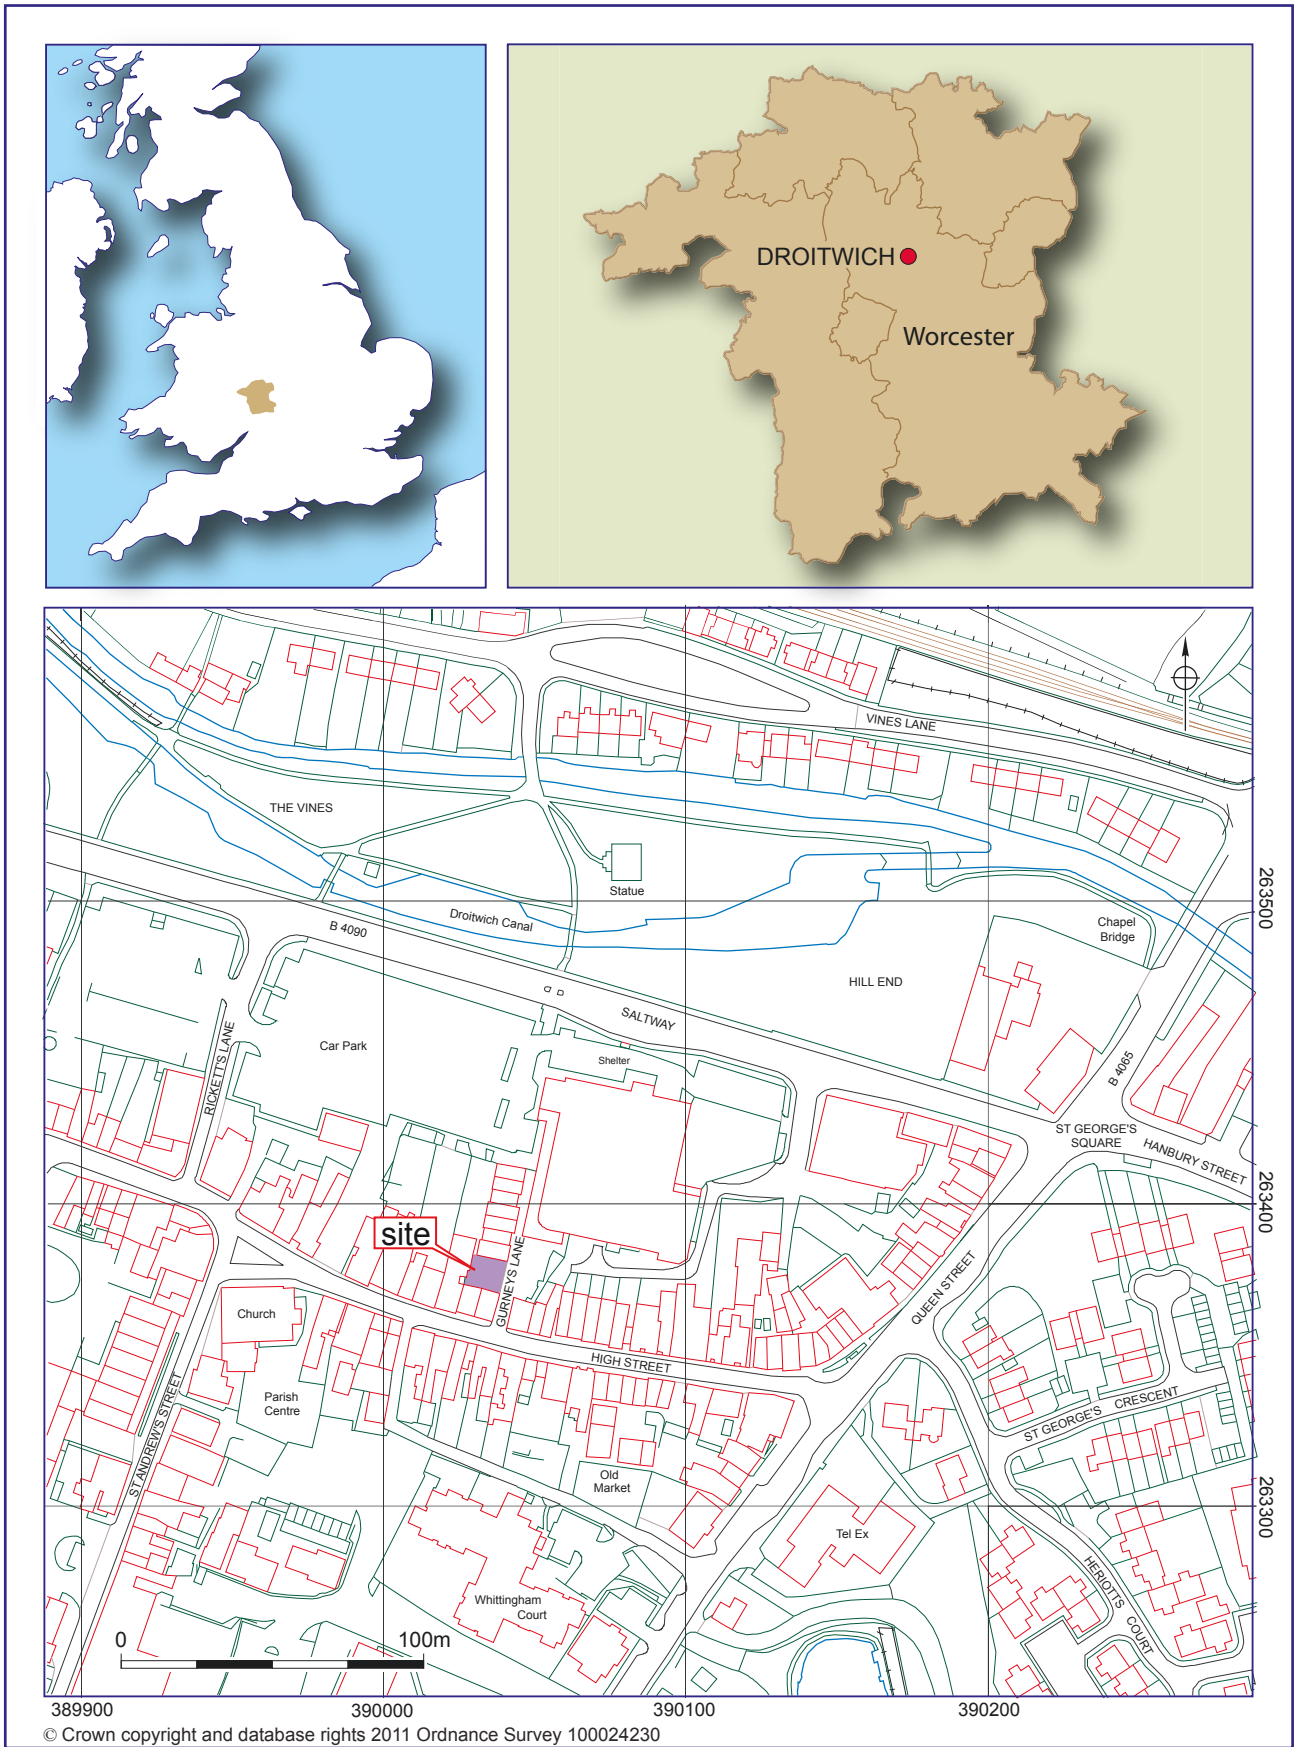 DROITWICH
Worcester
VINES LANE
THE VINES
Statue
Droitwich Canal
B 4090
Chapel
Bridge
HILL END
SALTWAY
Car Park
Shelter
RICKETT'S LANE
B 4065
ST GEORGE'S
SQUARE
HANBURY STREET
site
GURNEYS LANE
QUEEN STREET
Church
HIGH STREET
Parish
Centre
ST ANDREW'S STREET
ST GEORGE'S CRESCENT
Old
Market
Tel Ex
HERIOTTS COURT
Whittingham
Court
0 100m
263500
263400
263300
389900 390000 390100 390200
© Crown copyright and database rights 2011 Ordnance Survey 100024230